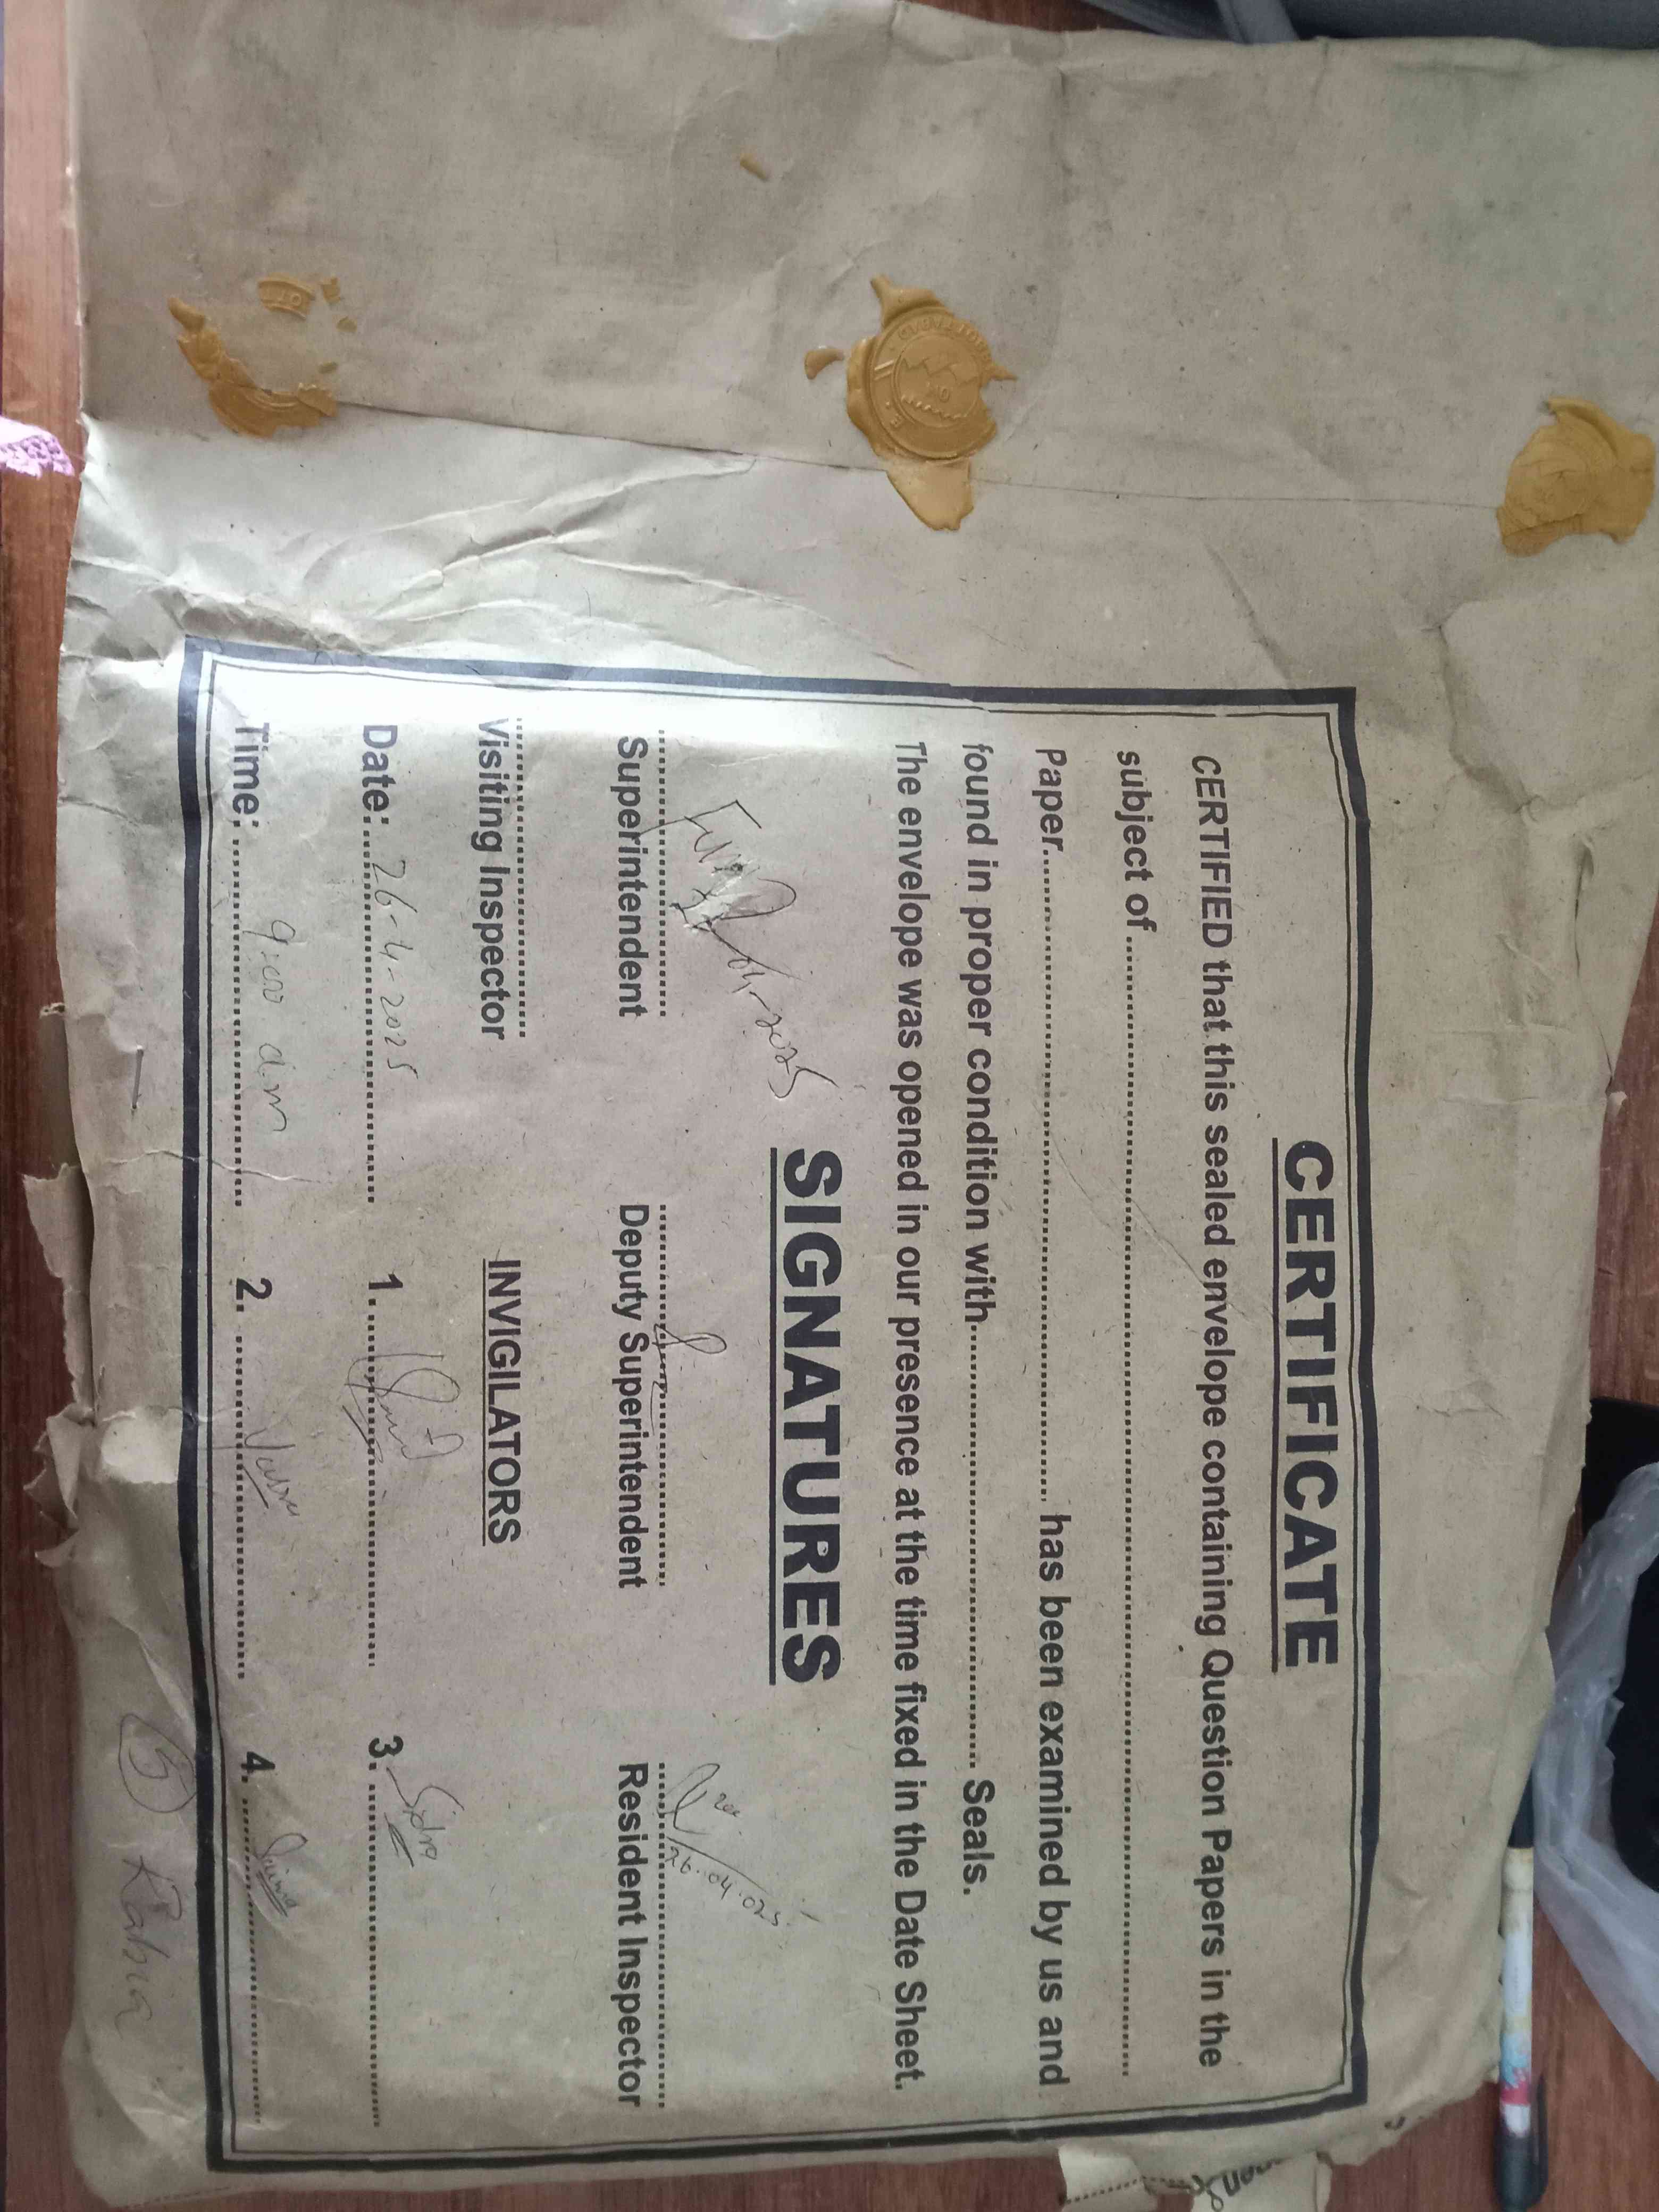 CERTIFICATE
CERTIFIED that this sealed envelope containing Question Papers in the
subject of ..........
Paper.......... has been examined by us and
found in proper condition with.......... Seals.
The envelope was opened in our presence at the time fixed in the Date Sheet.
SIGNATURES
2025
26.04.025
Superintendent Deputy Superintendent Resident Inspector
Visiting Inspector INVIGILATORS
Date: 26-4-2025 1. 3. Sidra
Time: 9:00 am 2. 4.
5 Rabia